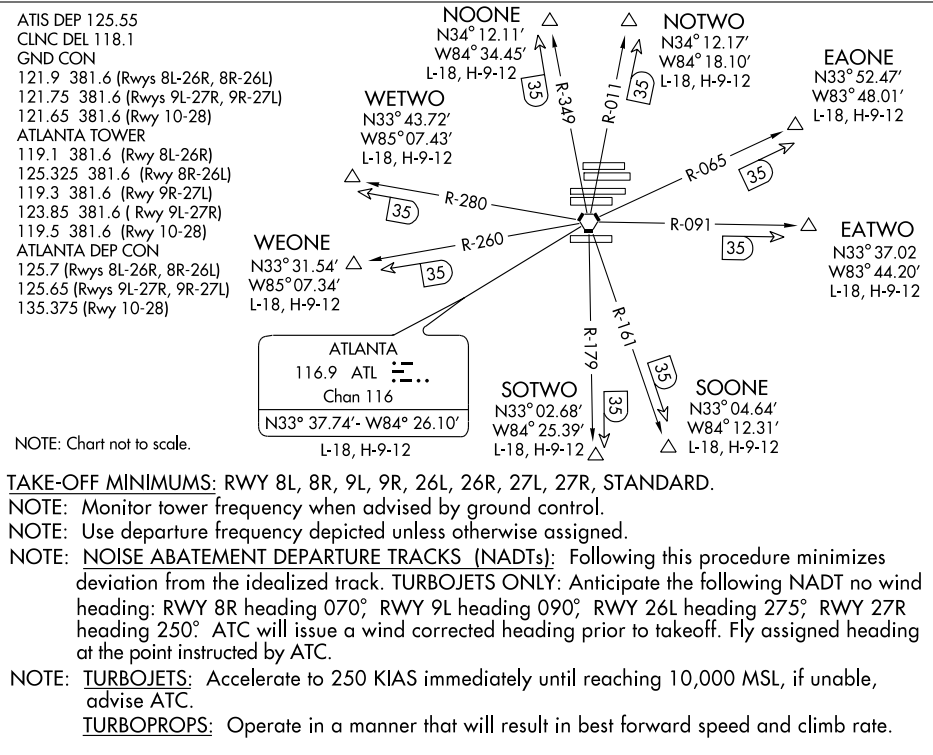 ATIS DEP 125.55
CLNC DEL 118.1
GND CON
121.9 381.6 (Rwys 8L-26R, 8R-26L)
121.75 381.6 (Rwys 9L-27R, 9R-27L)
121.65 381.6 (Rwy 10-28)
ATLANTA TOWER
119.1 381.6 (Rwy 8L-26R)
125.325 381.6 (Rwy 8R-26L)
119.3 381.6 (Rwy 9R-27L)
123.85 381.6 ( Rwy 9L-27R)
119.5 381.6 (Rwy 10-28)
ATLANTA DEP CON
125.7 (Rwys 8L-26R, 8R-26L)
125.65 (Rwys 9L-27R, 9R-27L)
135.375 (Rwy 10-28)
NOONE
N34° 12.11′
W84° 34.45′
L-18, H-9-12
35
R-349
NOTWO
N34° 12.17′
W84° 18.10′
L-18, H-9-12
35
R-011
EAONE
N33° 52.47′
W83° 48.01′
L-18, H-9-12
R-065
35
WETWO
N33° 43.72′
W85° 07.43′
L-18, H-9-12
R-280
35
WEONE
N33° 31.54′
W85° 07.34′
L-18, H-9-12
R-260
35
R-091
35
EATWO
N33° 37.02
W83° 44.20′
L-18, H-9-12
R-179
35
R-161
35
ATLANTA
116.9 ATL
Chan 116
N33° 37.74′- W84° 26.10′
L-18, H-9-12
SOTWO
N33° 02.68′
W84° 25.39′
L-18, H-9-12
SOONE
N33° 04.64′
W84° 12.31′
L-18, H-9-12
NOTE: Chart not to scale.
TAKE-OFF MINIMUMS: RWY 8L, 8R, 9L, 9R, 26L, 26R, 27L, 27R, STANDARD.
NOTE: Monitor tower frequency when advised by ground control.
NOTE: Use departure frequency depicted unless otherwise assigned.
NOTE: NOISE ABATEMENT DEPARTURE TRACKS (NADTs): Following this procedure minimizes
deviation from the idealized track. TURBOJETS ONLY: Anticipate the following NADT no wind
heading: RWY 8R heading 070°, RWY 9L heading 090°, RWY 26L heading 275°, RWY 27R
heading 250°. ATC will issue a wind corrected heading prior to takeoff. Fly assigned heading
at the point instructed by ATC.
NOTE: TURBOJETS: Accelerate to 250 KIAS immediately until reaching 10,000 MSL, if unable,
advise ATC.
TURBOPROPS: Operate in a manner that will result in best forward speed and climb rate.